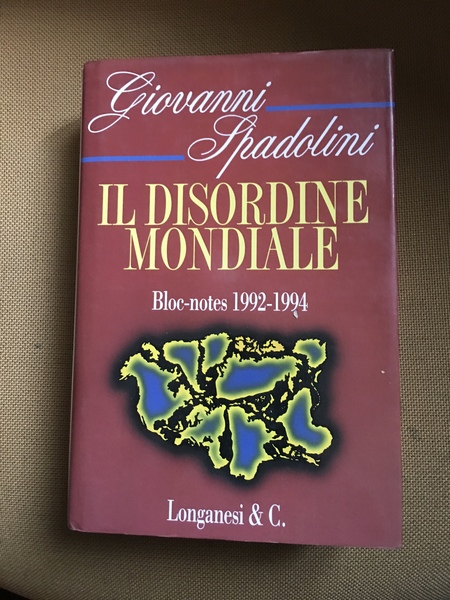 Giovanni
Spadolini
IL DISORDINE
MONDIALE
Bloc-notes 1992-1994
Longanesi & C.